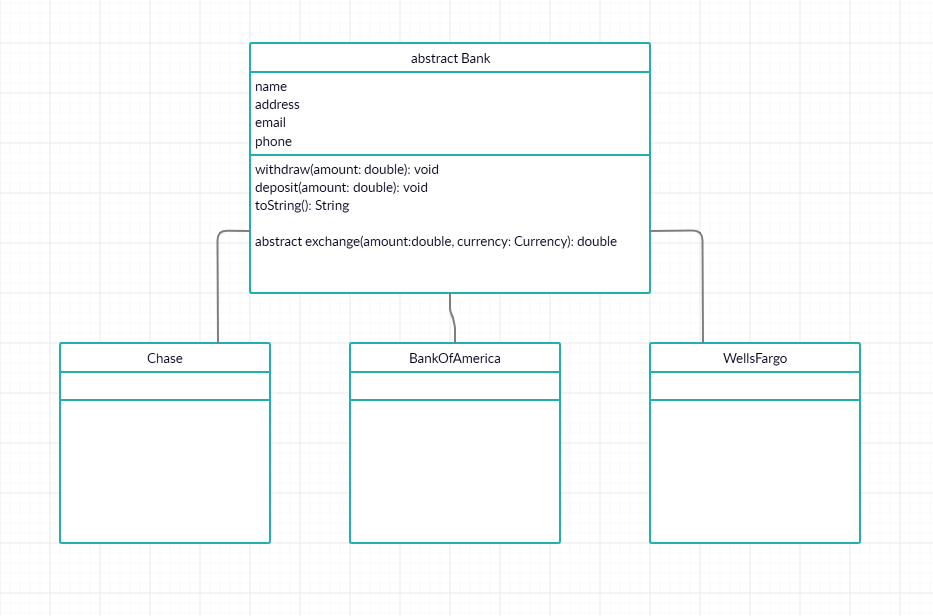 abstract Bank
name
address
email
phone
withdraw(amount: double): void
deposit(amount: double): void
toString(): String
abstract exchange(amount:double, currency: Currency): double
Chase
BankOfAmerica
WellsFargo